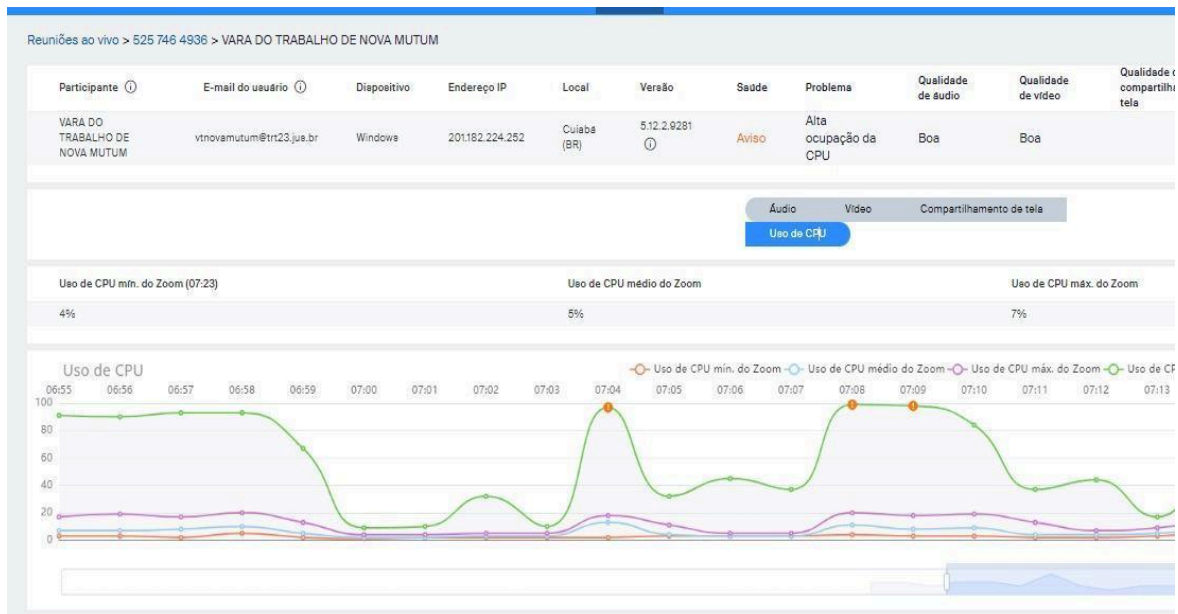 Reuniões ao vivo > 525 746 4936 > VARA DO TRABALHO DE NOVA MUTUM
Participante
E-mail do usuário
Dispositivo
Endereço IP
Local
Versão
Saúde
Problema
Qualidade
de áudio
Qualidade
de vídeo
Qualidade
tela
VARA DO
TRABALHO DE
NOVA MUTUM
vtnovamutum@trt23.jus.br
Windows
201.182.224.252
Cuiabá
(BR)
5.12.2.9281
Aviso
Alta
ocupação da
CPU
Boa
Boa
Áudio Vídeo Compartilhamento de tela
Uso de CPU
Uso de CPU mín. do Zoom (07:23) Uso de CPU médio do Zoom Uso de CPU máx. do Zoom
4% 5% 7%
Uso de CPU
Uso de CPU mín. do Zoom Uso de CPU médio do Zoom Uso de CPU máx. do Zoom Uso de
06:55 06:56 06:57 06:58 06:59 07:00 07:01 07:02 07:03 07:04 07:05 07:06 07:07 07:08 07:09 07:10 07:11 07:12 07:13
100
80
60
40
20
0